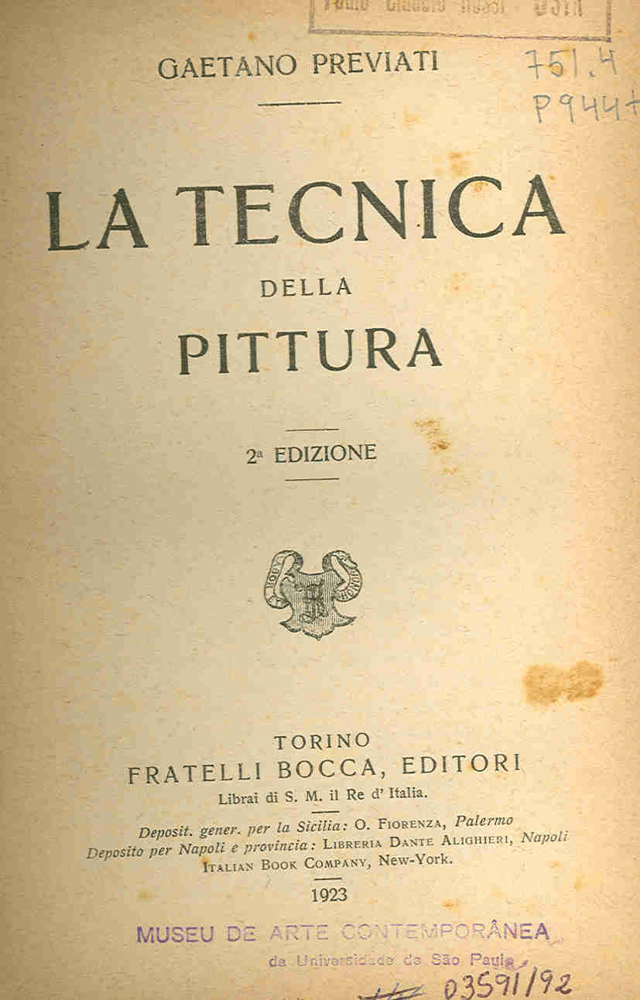 GAETANO PREVIATI
751.4
P944t
LA TECNICA
DELLA
PITTURA
2ª EDIZIONE
TORINO
FRATELLI BOCCA, EDITORI
Librai di S. M. il Re d' Italia.
Deposit. gener. per la Sicilia: O. FIORENZA, Palermo
Deposito per Napoli e provincia: LIBRERIA DANTE ALIGHIERI, Napoli
ITALIAN BOOK COMPANY, New-York.
1923
MUSEU DE ARTE CONTEMPORÂNEA
da Universidade de São Paulo
03591/92